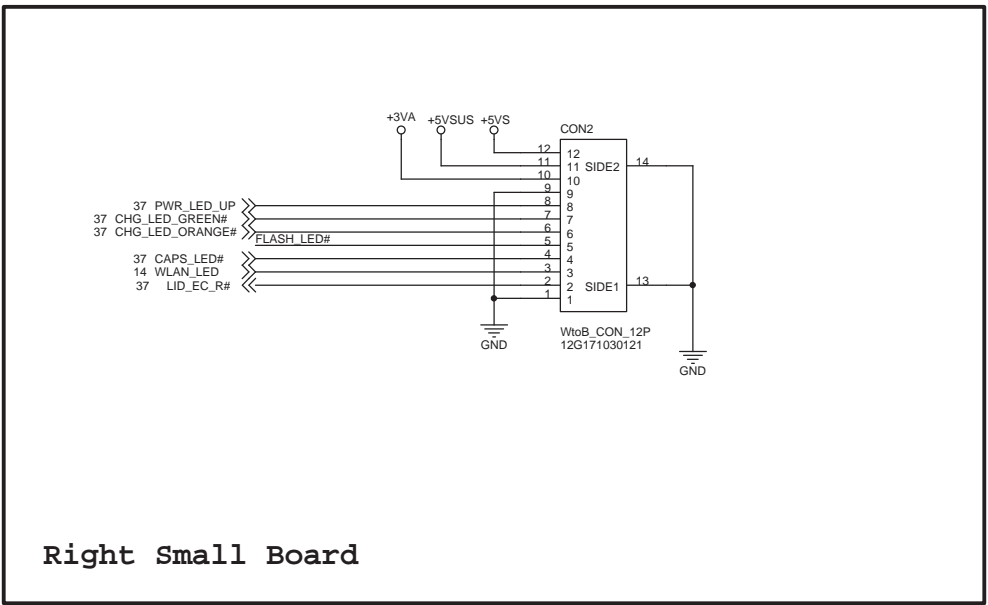 +3VA +5VSUS +5VS
CON2
12 12
11 11 SIDE2 14
10 10
9 9
37 PWR_LED_UP 8 8
37 CHG_LED_GREEN# 7 7
37 CHG_LED_ORANGE# 6 6
FLASH_LED# 5 5
37 CAPS_LED# 4 4
14 WLAN_LED 3 3
37 LID_EC_R# 2 2 SIDE1 13
1 1
WtoB_CON_12P
12G171030121
GND
GND
Right Small Board